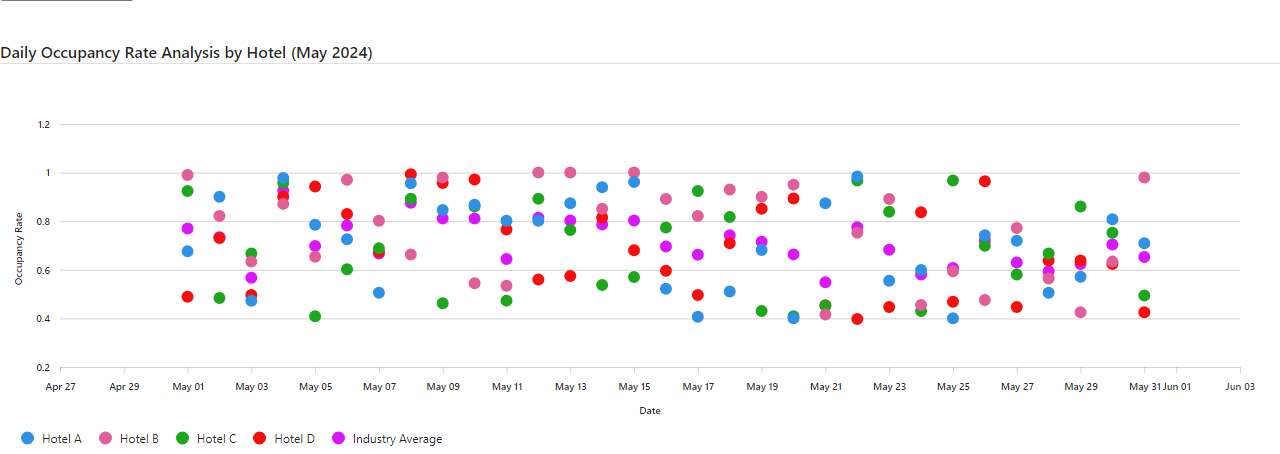 Daily Occupancy Rate Analysis by Hotel (May 2024)
1.2
1
0.8
0.6
0.4
0.2
Occupancy Rate
Apr 27 Apr 29 May 01 May 03 May 05 May 07 May 09 May 11 May 13 May 15 May 17 May 19 May 21 May 23 May 25 May 27 May 29 May 31 Jun 01 Jun 03
Date
Hotel A Hotel B Hotel C Hotel D Industry Average